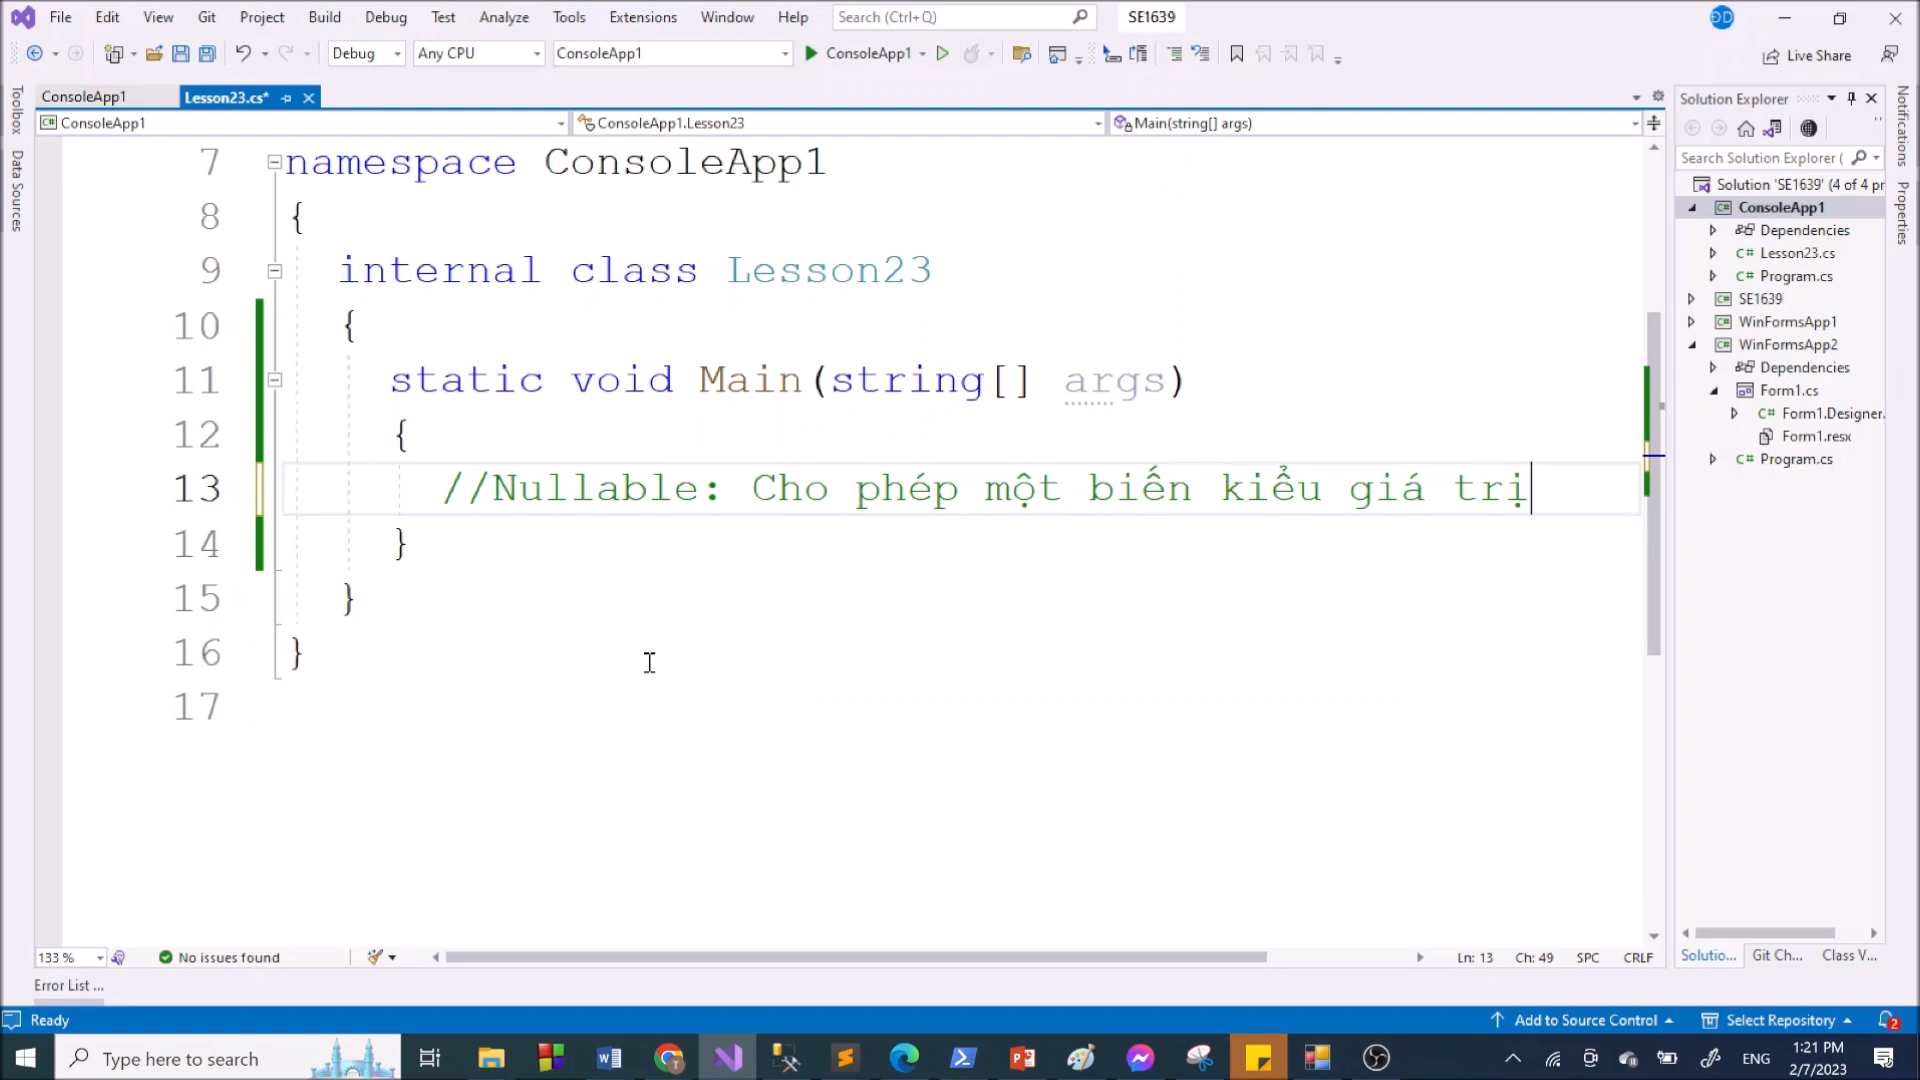 File Edit View Git Project Build Debug Test Analyze Tools Extensions Window Help Search (Ctrl+Q) SE1639
Debug Any CPU ConsoleApp1 ConsoleApp1 Live Share
ConsoleApp1 Lesson23.cs*
ConsoleApp1 ConsoleApp1.Lesson23 Main(string[] args)
Toolbox
Data Sources
7 namespace ConsoleApp1
8 {
9 internal class Lesson23
10 {
11 static void Main(string[] args)
12 {
13 //Nullable: Cho phép một biến kiểu giá trị
14 }
15 }
16 }
17
Solution Explorer
Search Solution Explorer (
Solution 'SE1639' (4 of 4 pr
ConsoleApp1
Dependencies
C# Lesson23.cs
C# Program.cs
SE1639
WinFormsApp1
WinFormsApp2
Dependencies
Form1.cs
C# Form1.Designer.
Form1.resx
C# Program.cs
Solutio... Git Ch... Class V...
Notifications
Properties
133 % No issues found Ln: 13 Ch: 49 SPC CRLF
Error List ...
Ready Add to Source Control Select Repository 2
Type here to search ENG 1:21 PM
2/7/2023